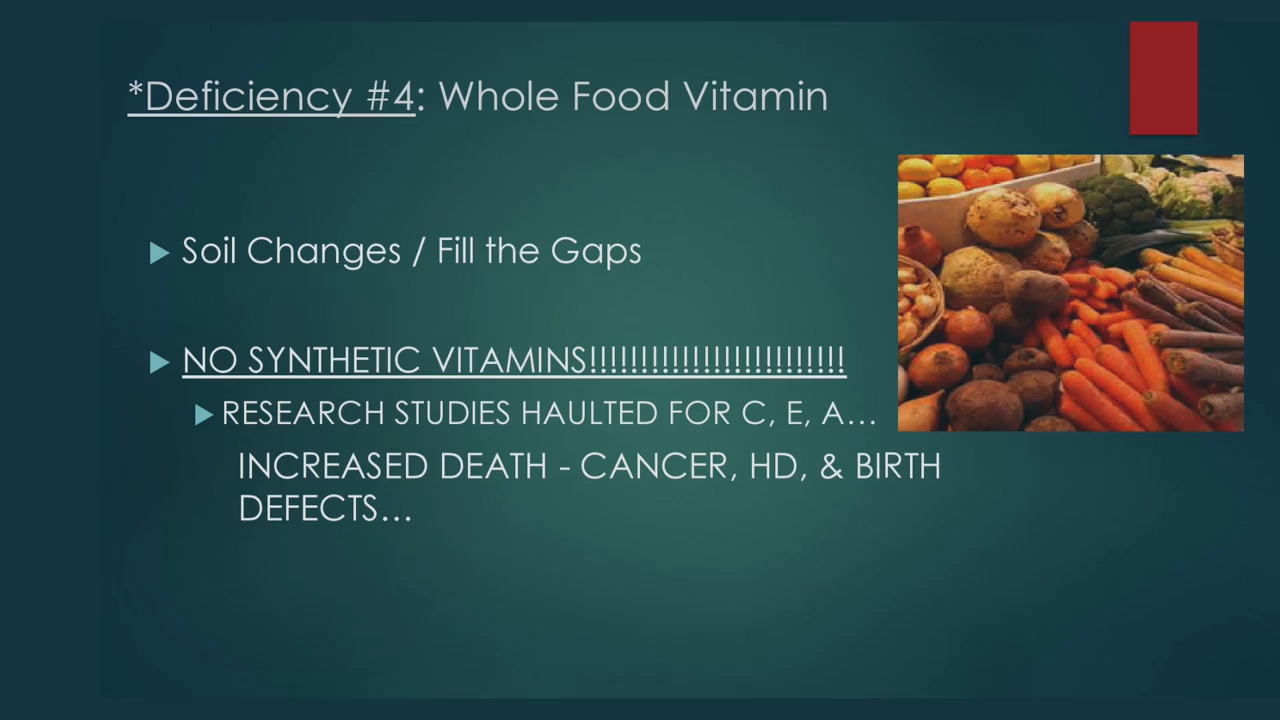 *Deficiency #4: Whole Food Vitamin
Soil Changes / Fill the Gaps
NO SYNTHETIC VITAMINS!!!!!!!!!!!!!!!!!!!!!!!!!
RESEARCH STUDIES HAULTED FOR C, E, A…
INCREASED DEATH - CANCER, HD, & BIRTH
DEFECTS…